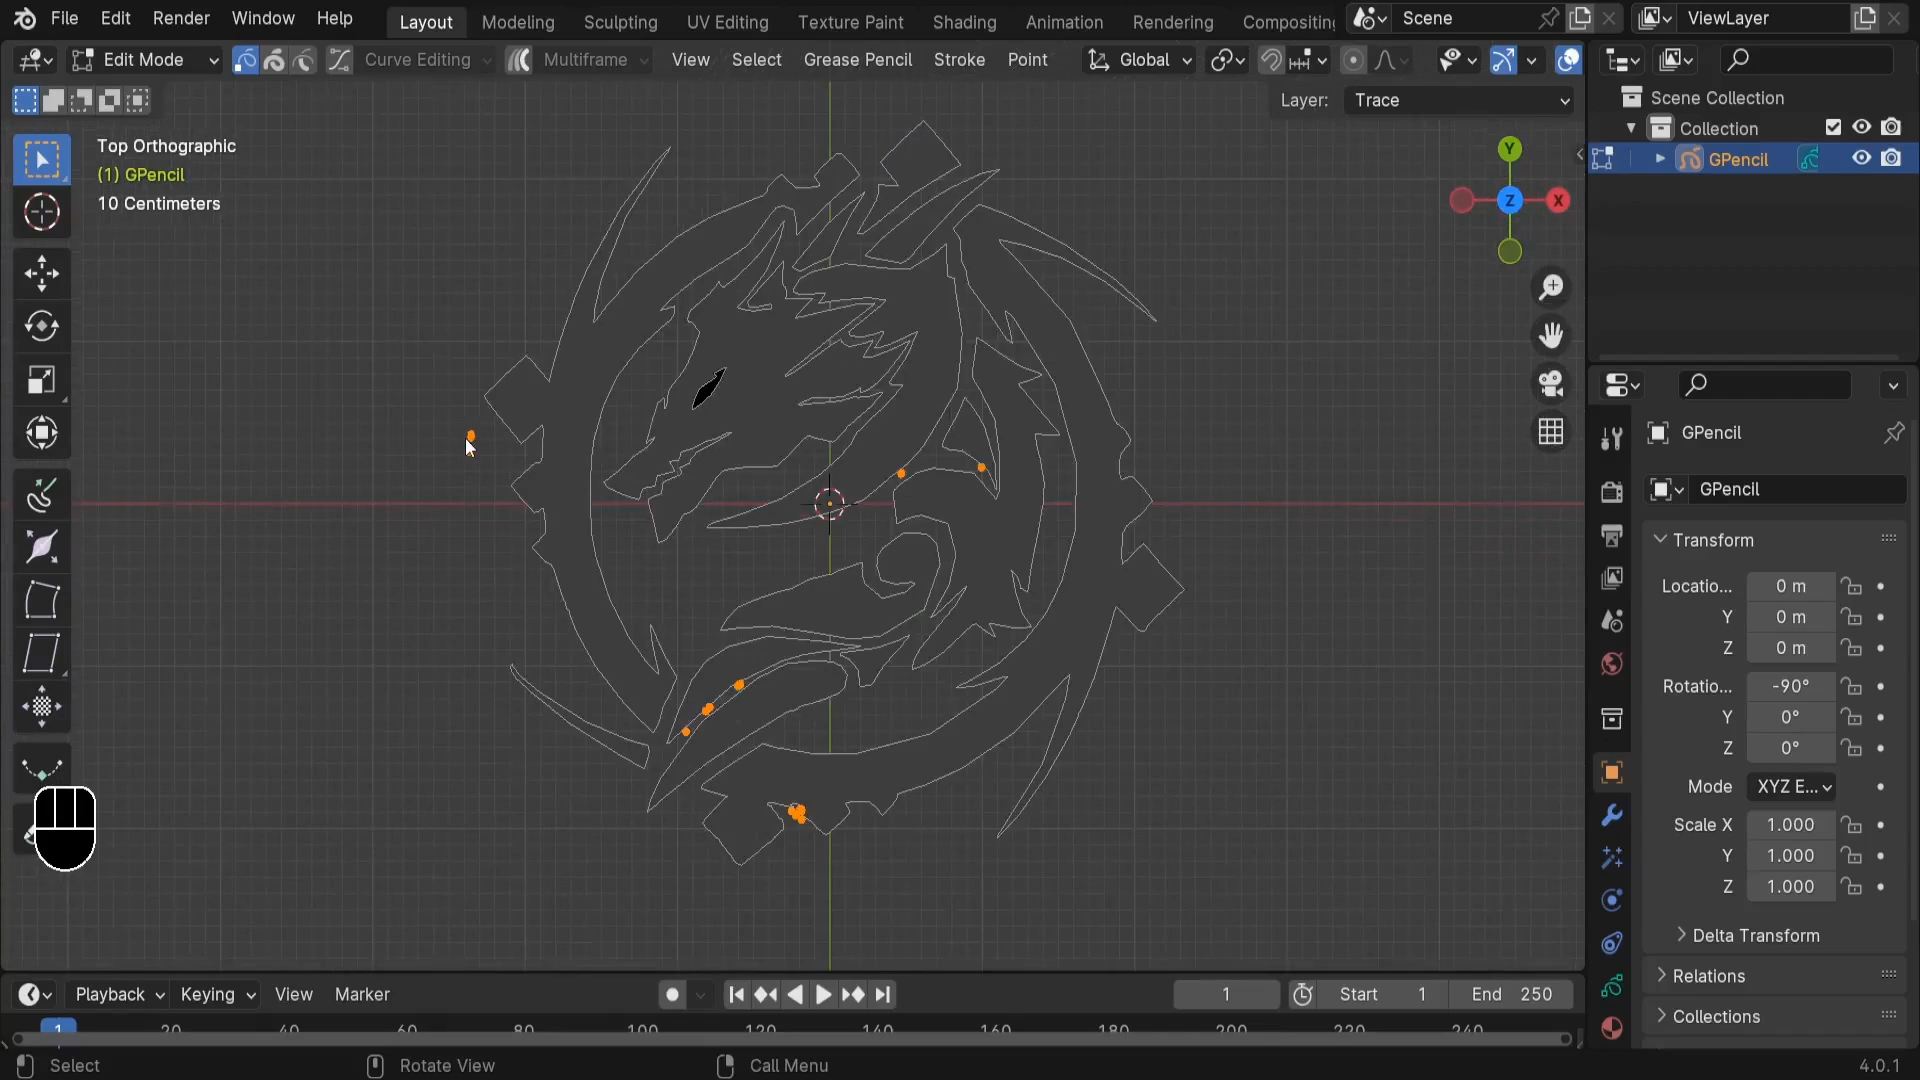 File Edit Render Window Help Layout Modeling Sculpting UV Editing Texture Paint Shading Animation Rendering Scene ViewLayer
Edit Mode Curve Editing Multiframe View Select Grease Pencil Stroke Point Global
Layer: Trace
Top Orthographic
(1) GPencil
10 Centimeters
Y
Z
X
Scene Collection
Collection
GPencil
GPencil
GPencil
Transform
Locatio... 0 m
Y 0 m
Z 0 m
Rotatio... -90°
Y 0°
Z 0°
Mode XYZ E...
Scale X 1.000
Y 1.000
Z 1.000
Delta Transform
Relations
Collections
Playback Keying View Marker 1 Start 1 End 250
1 20 40 60 80 100 120 140 160 180 200 220 240
Select Rotate View Call Menu 4.0.1